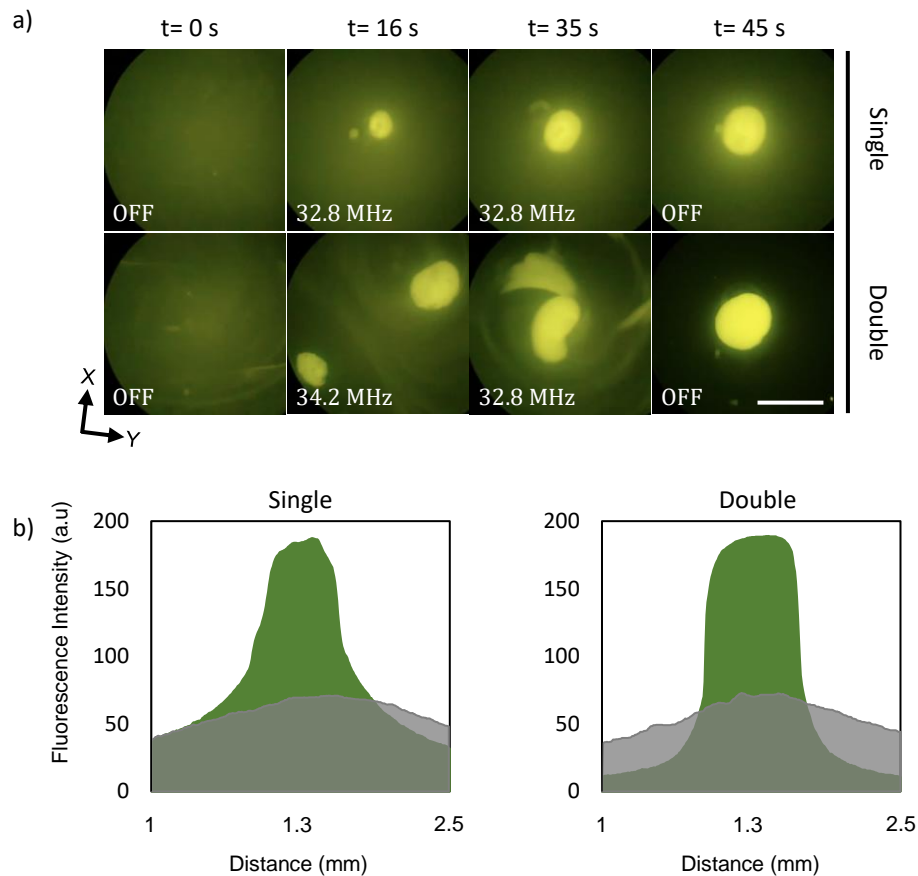 a)
t= 0 s t= 16 s t= 35 s t= 45 s
OFF 32.8 MHz 32.8 MHz OFF
Single
OFF 34.2 MHz 32.8 MHz OFF
Double
X
Y
b)
Single Double
Fluorescence Intensity (a.u)
200 200
150 150
100 100
50 50
0 0
1 1.3 2.5 1 1.3 2.5
Distance (mm) Distance (mm)